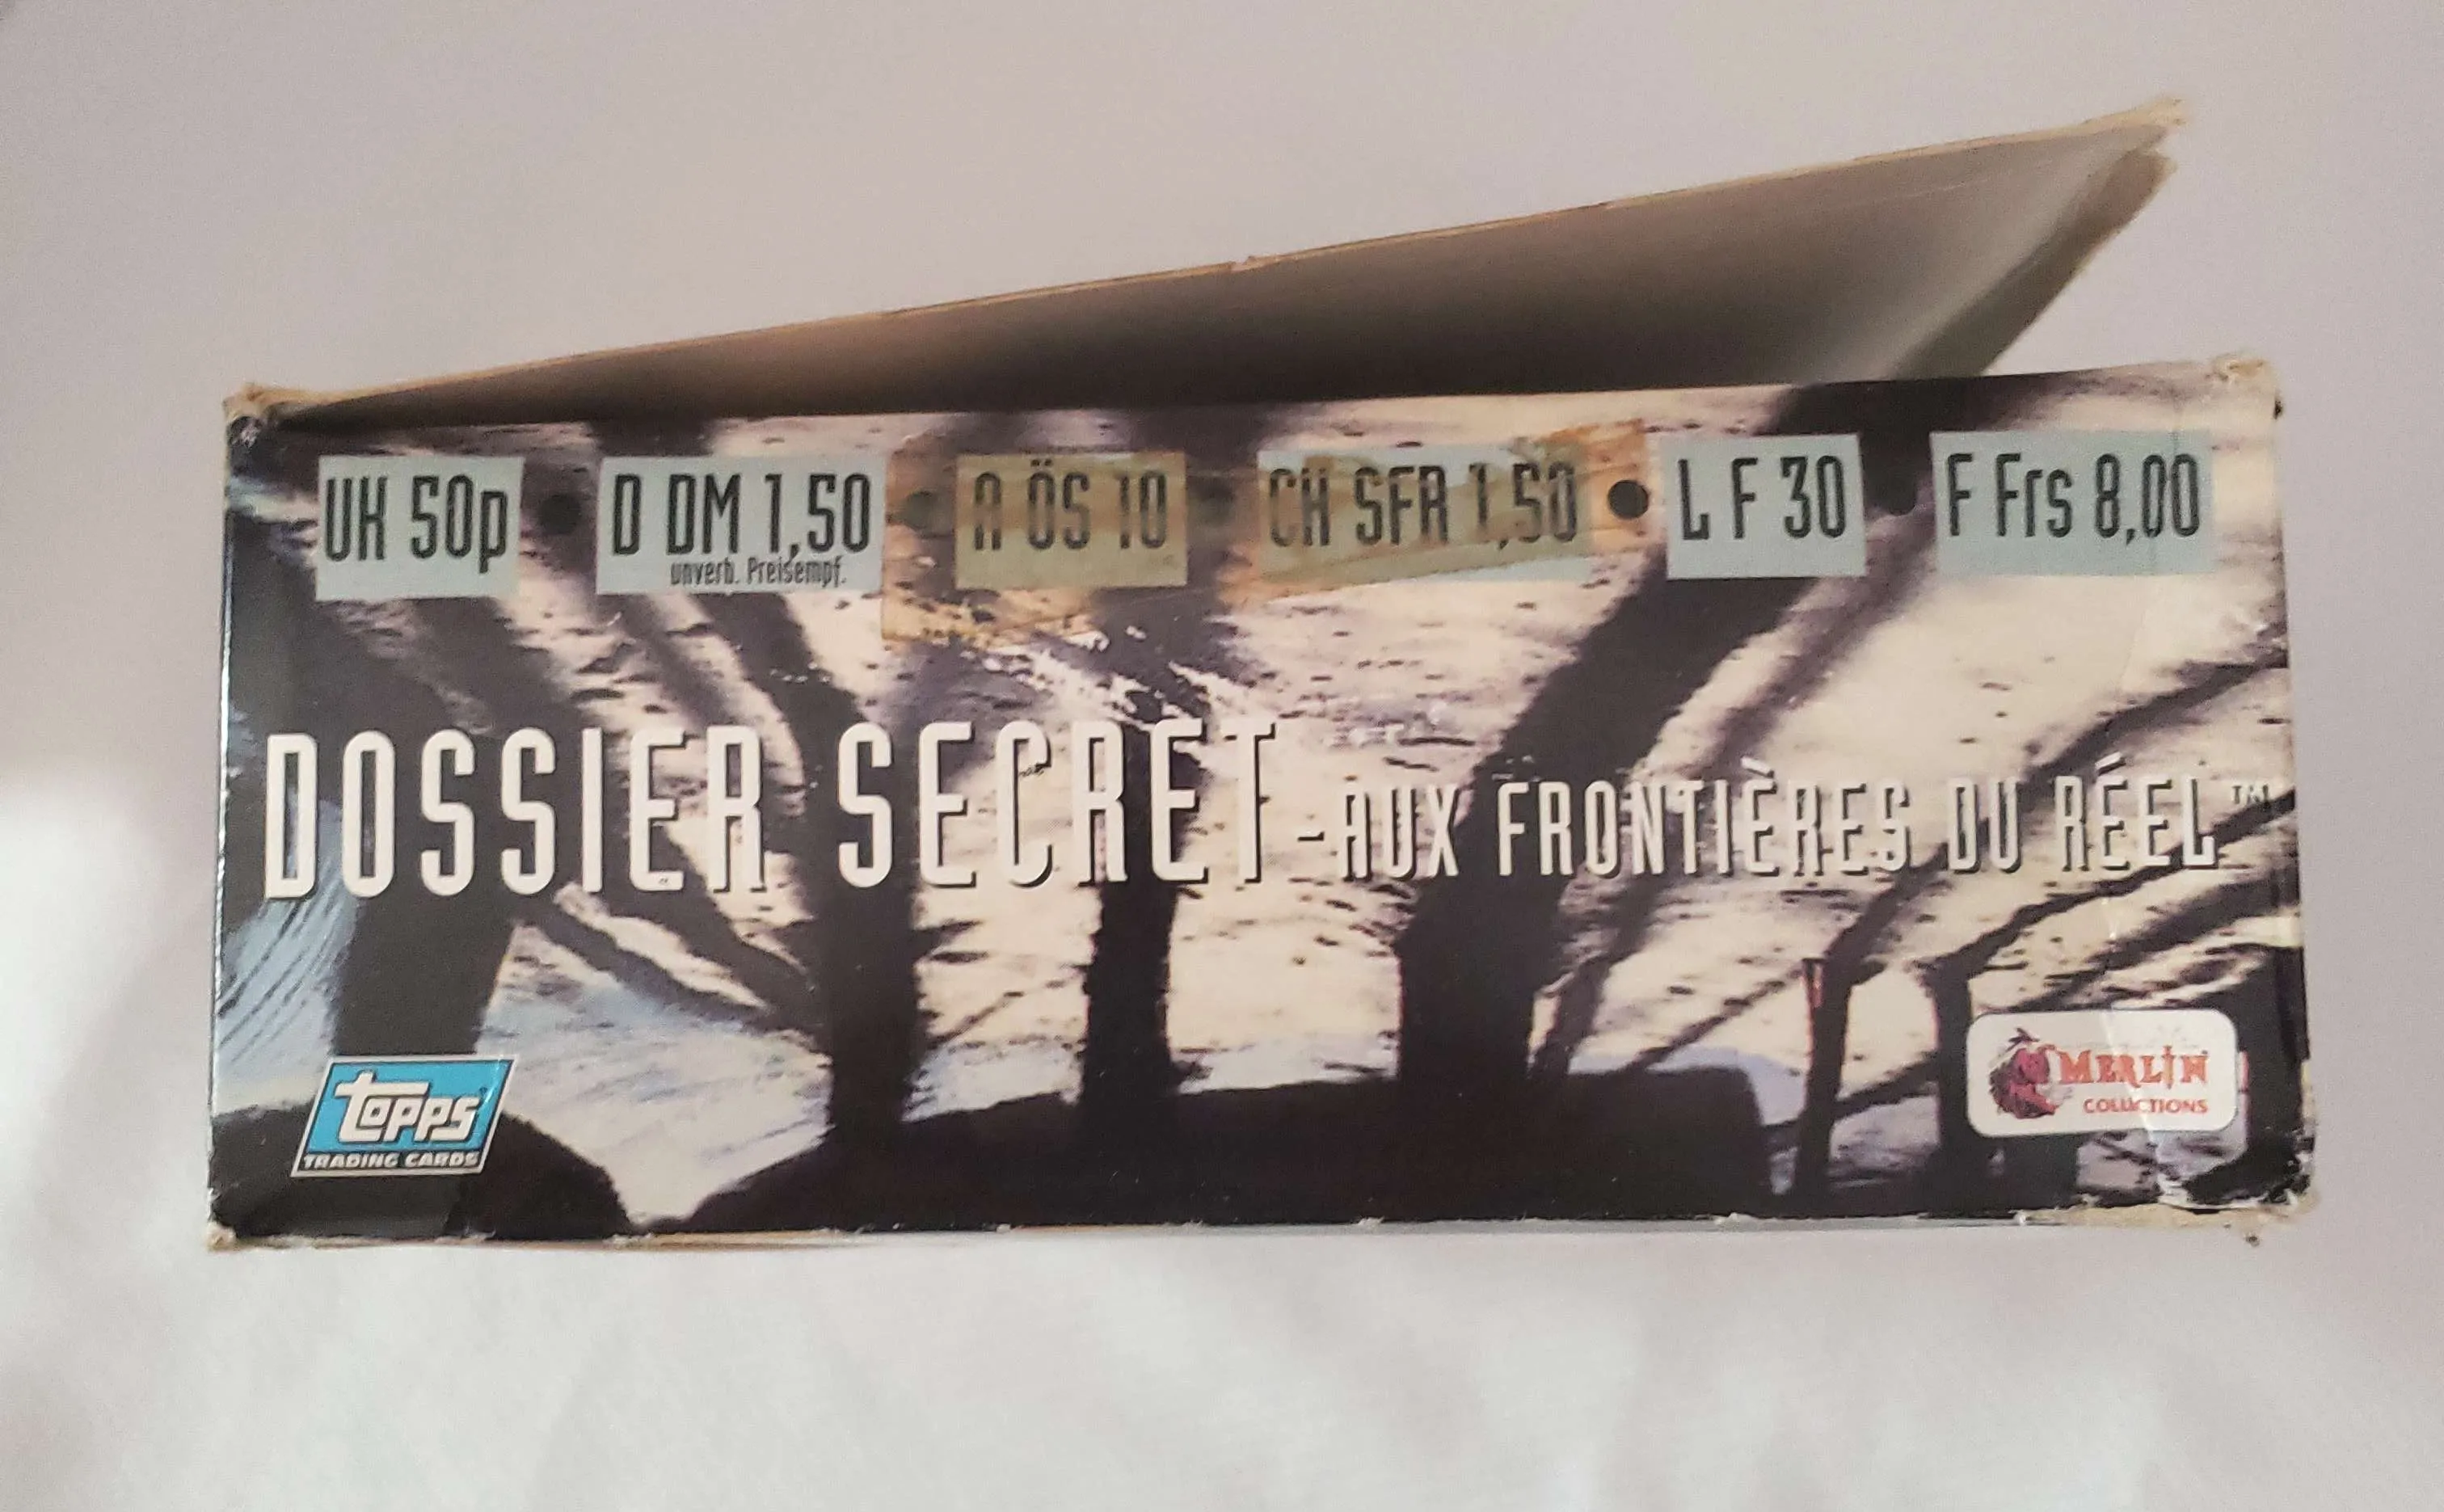 UK 50p • D DM 1,50 • A ÖS 10 • CH SFR 1,50 • L F 30 • F Frs 8,00
unverb. Preisempf.
DOSSIER SECRET - AUX FRONTIÈRES DU RÉEL™
TOPPS
TRADING CARDS
MERLIN
COLLECTIONS